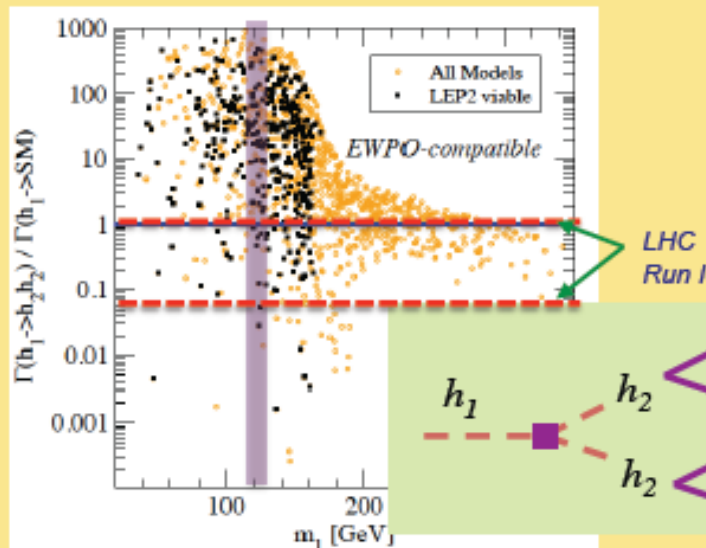 1000
100
10
1
0.1
0.01
0.001
Γ(h₁->h₂h₂) / Γ(h₁->SM)
All Models
LEP2 viable
EWPO-compatible
LHC
Run I
h₁
h₂
h₂
100
200
m₁ [GeV]